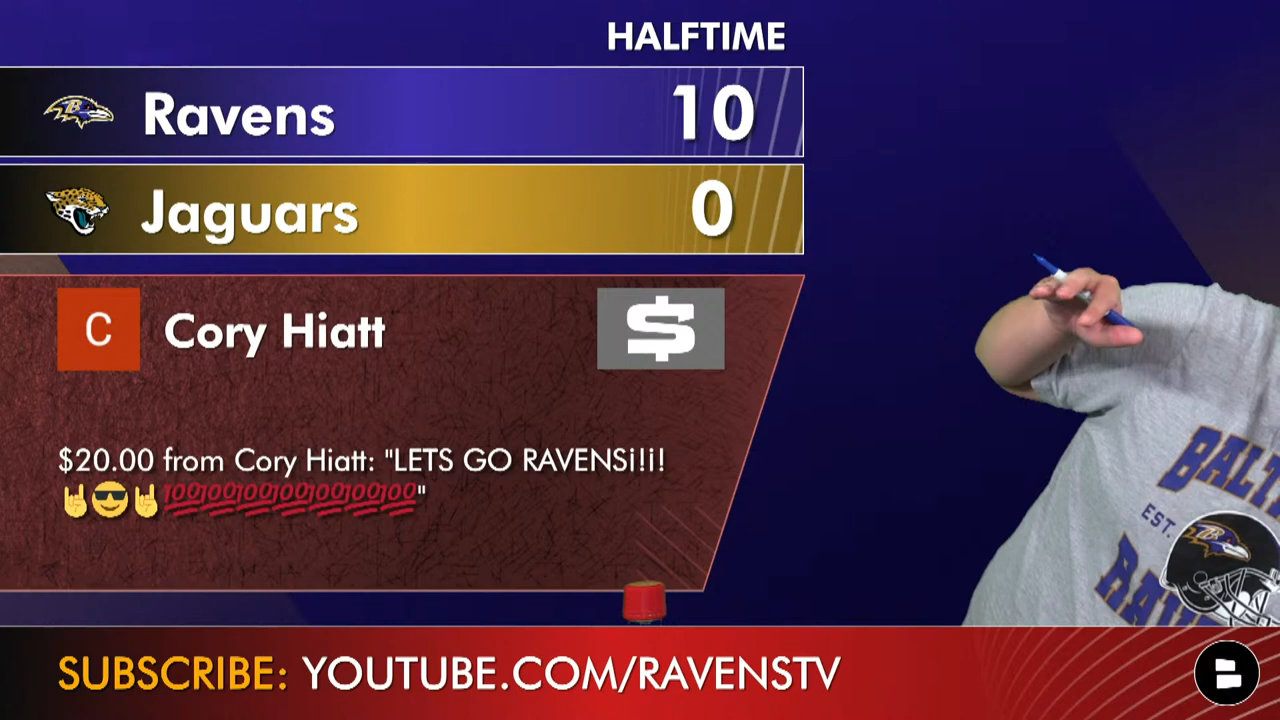 HALFTIME
Ravens 10
Jaguars 0
C Cory Hiatt $
$20.00 from Cory Hiatt: "LETS GO RAVENS¡!¡!
🤘😎🤘💯💯💯💯💯💯💯"
EST.
SUBSCRIBE: YOUTUBE.COM/RAVENSTV